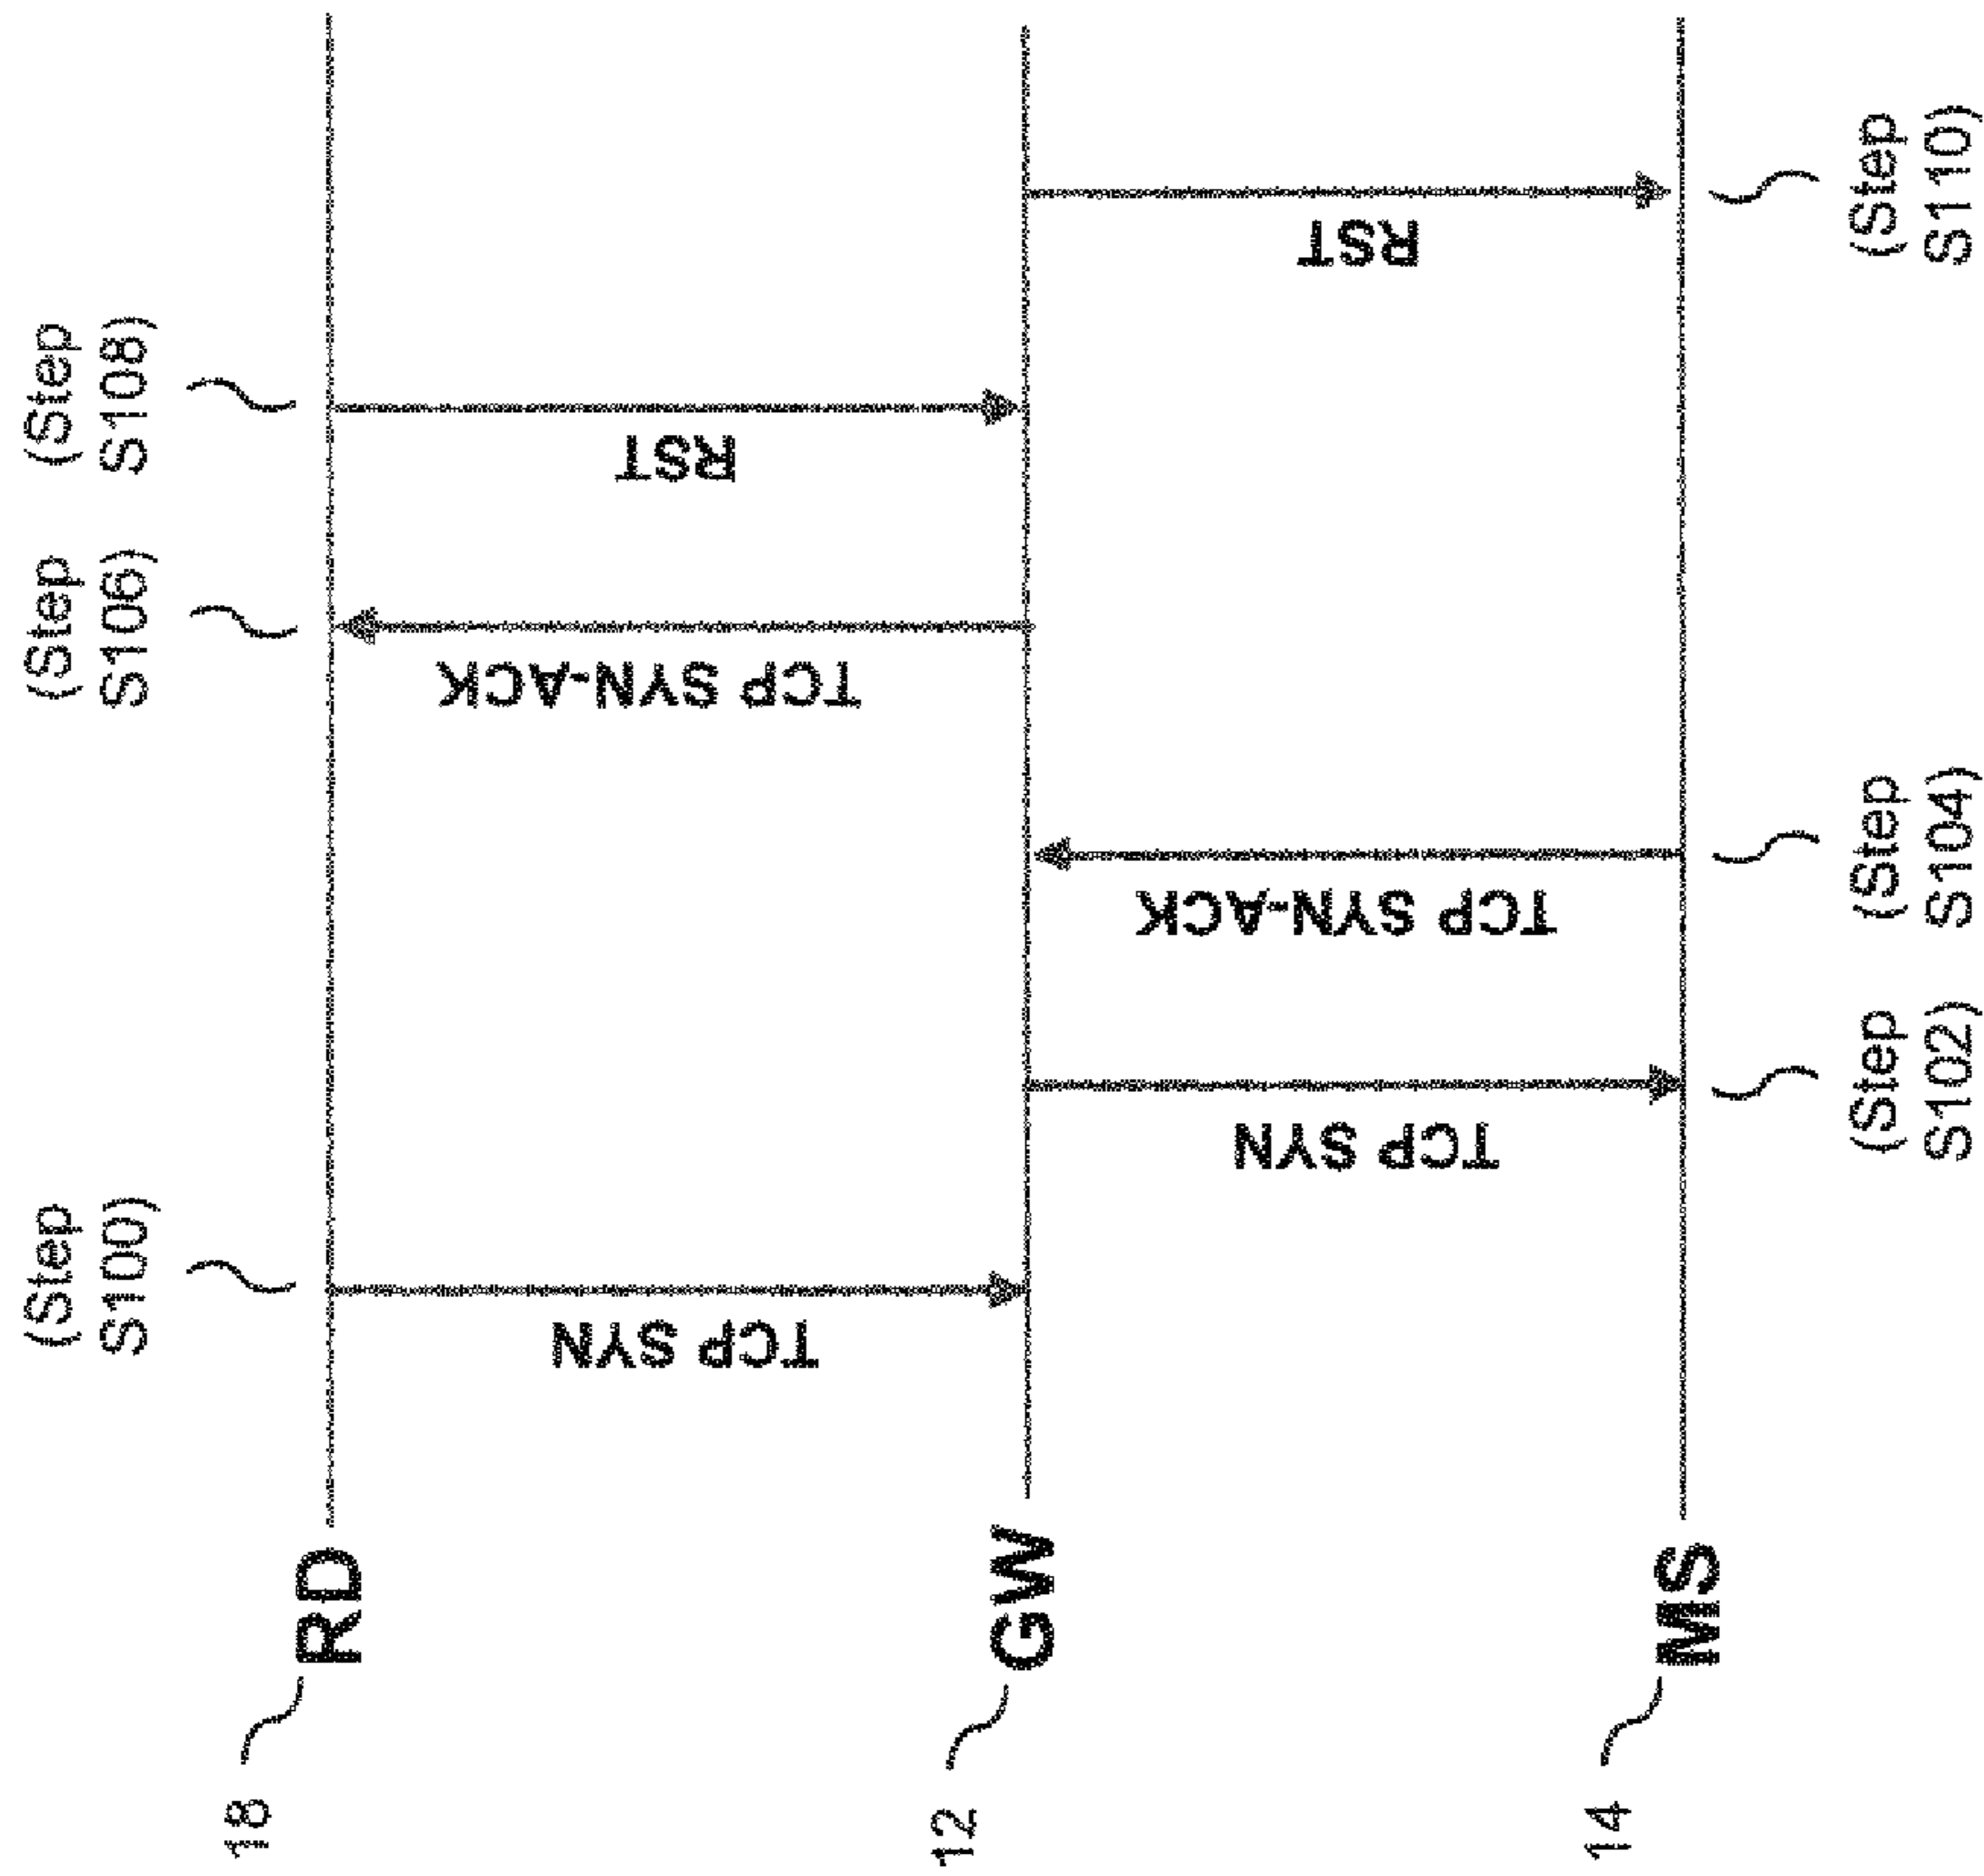 18
RD
12
GW
14
MIS
(Step
S100)
TCP SYN
TCP SYN
(Step
S102)
TCP SYN-ACK
(Step
S104)
(Step
S106)
TCP SYN-ACK
(Step
S108)
RST
RST
(Step
S110)